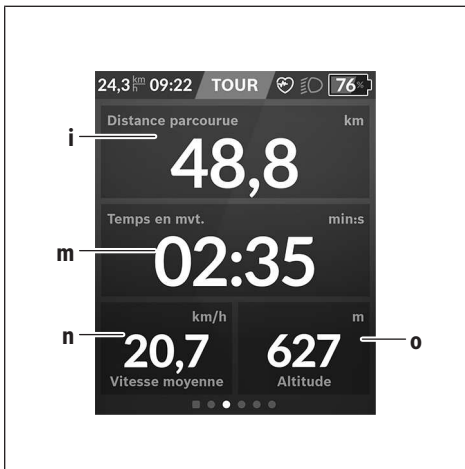 24,3 km/h 09:22 TOUR 76%
Distance parcourue km
i
48,8
Temps en mvt. min:s
m
02:35
km/h m
n
20,7 627
o
Vitesse moyenne Altitude